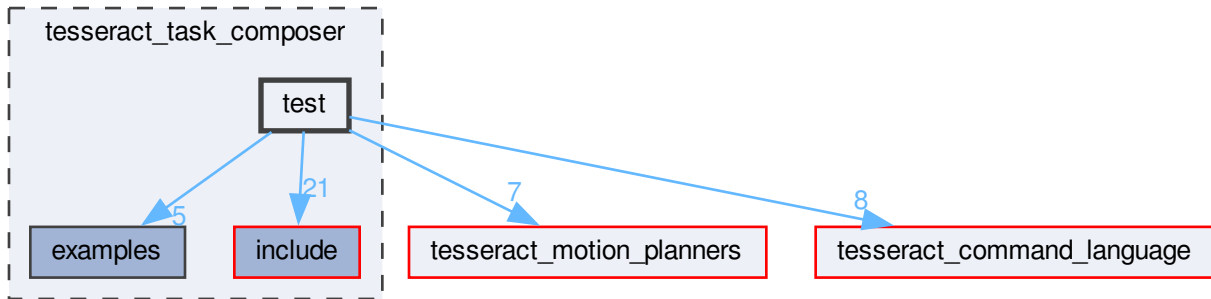 tesseract_task_composer
test
5
21
7
8
examples
include
tesseract_motion_planners
tesseract_command_language